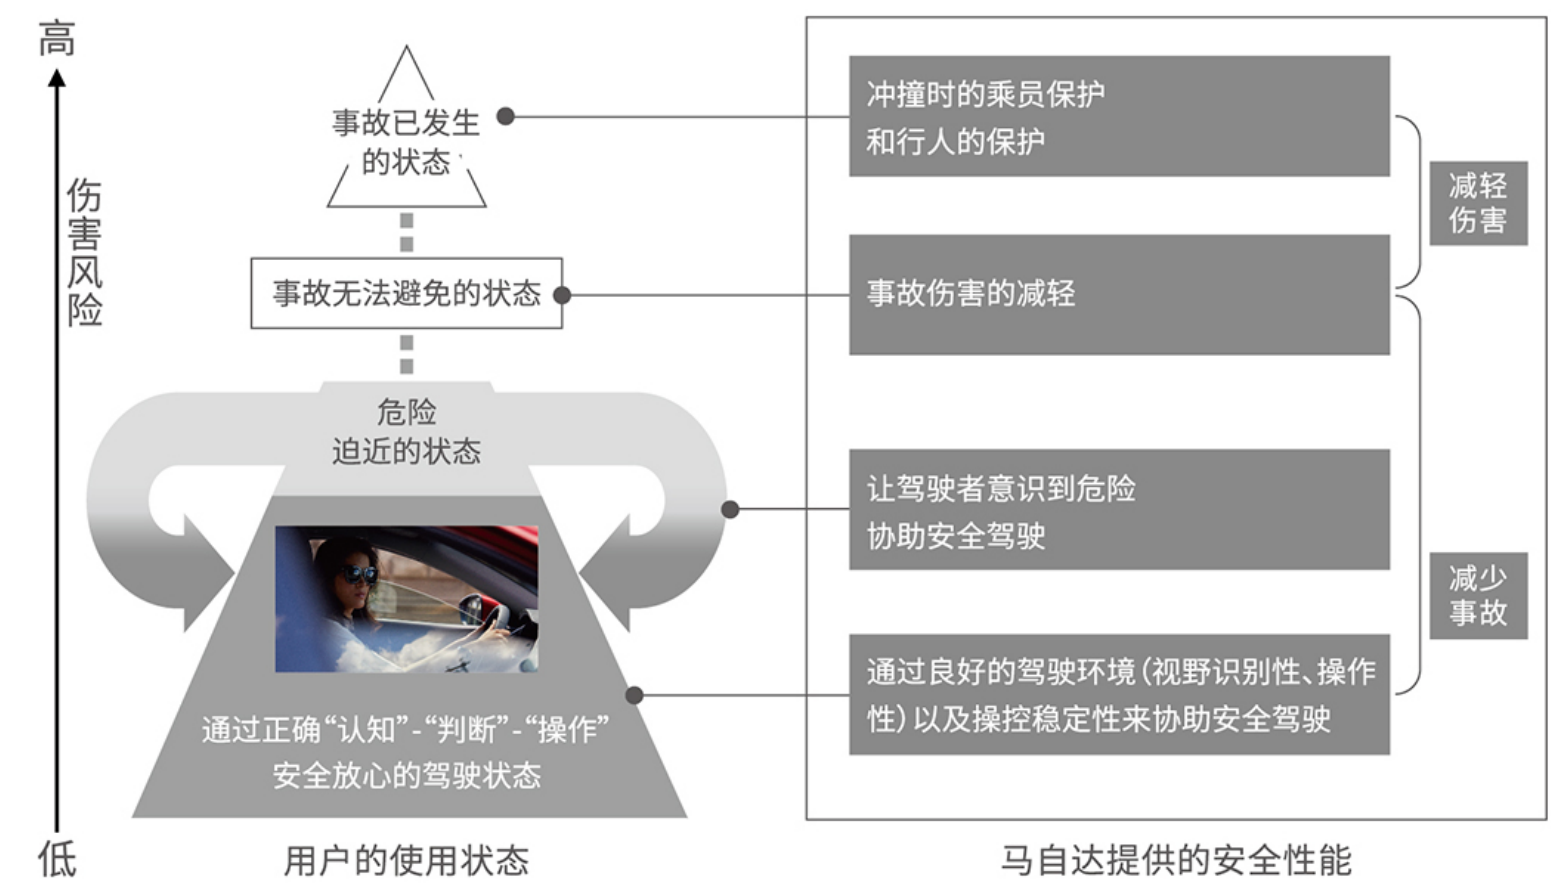 高
伤害风险
低
事故已发生
的状态
事故无法避免的状态
危险
迫近的状态
通过正确“认知”-“判断”-“操作”
安全放心的驾驶状态
用户的使用状态
冲撞时的乘员保护
和行人的保护
事故伤害的减轻
让驾驶者意识到危险
协助安全驾驶
通过良好的驾驶环境（视野识别性、操作
性）以及操控稳定性来协助安全驾驶
减轻
伤害
减少
事故
马自达提供的安全性能